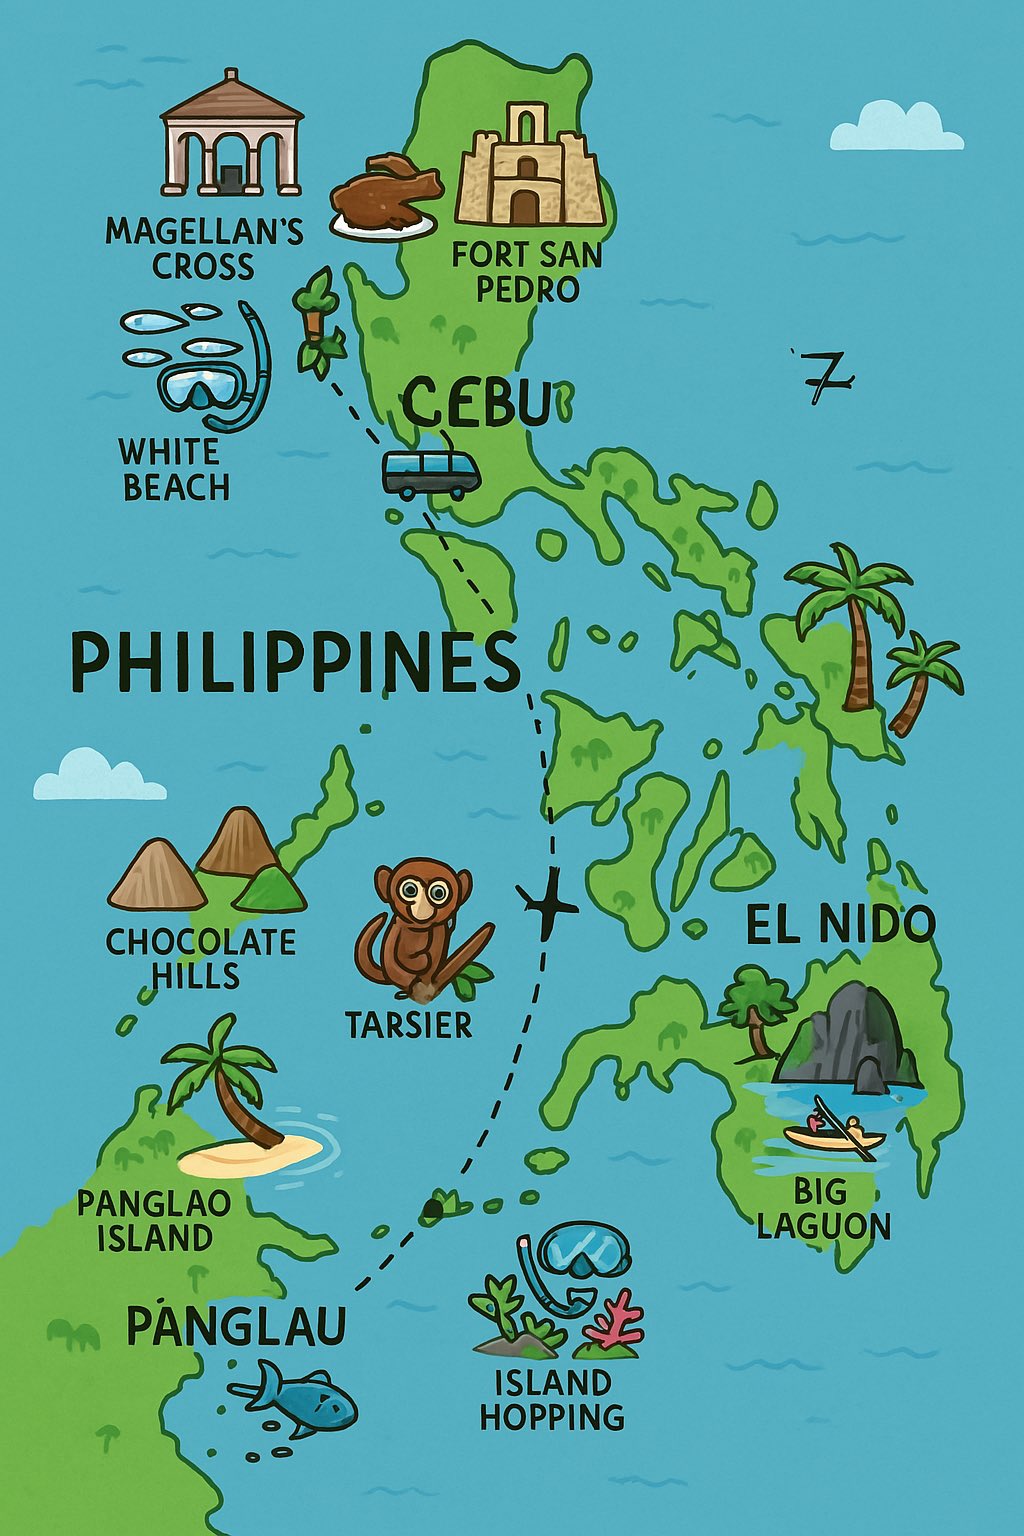 MAGELLAN'S
CROSS
FORT SAN
PEDRO
CEBU
WHITE
BEACH
PHILIPPINES
CHOCOLATE
HILLS
TARSIER
EL NIDO
PANGLAO
ISLAND
BIG
LAGUON
PANGLAU
ISLAND
HOPPING